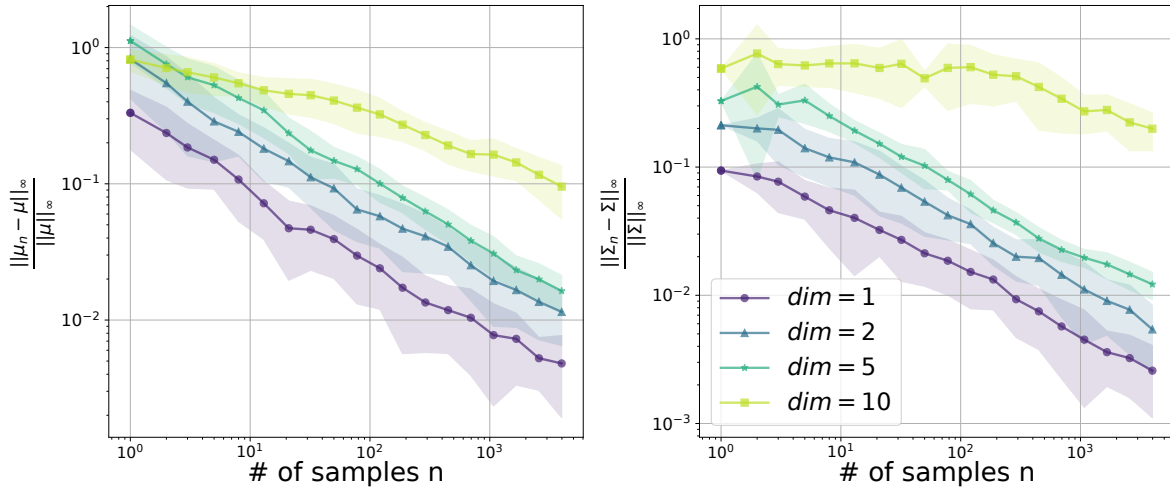 10⁰
10⁻¹
10⁻²
||μₙ − μ||∞
||μ||∞
10⁰ 10¹ 10² 10³
# of samples n
10⁰
10⁻¹
10⁻²
10⁻³
||Σₙ − Σ||∞
||Σ||∞
dim = 1
dim = 2
dim = 5
dim = 10
10⁰ 10¹ 10² 10³
# of samples n